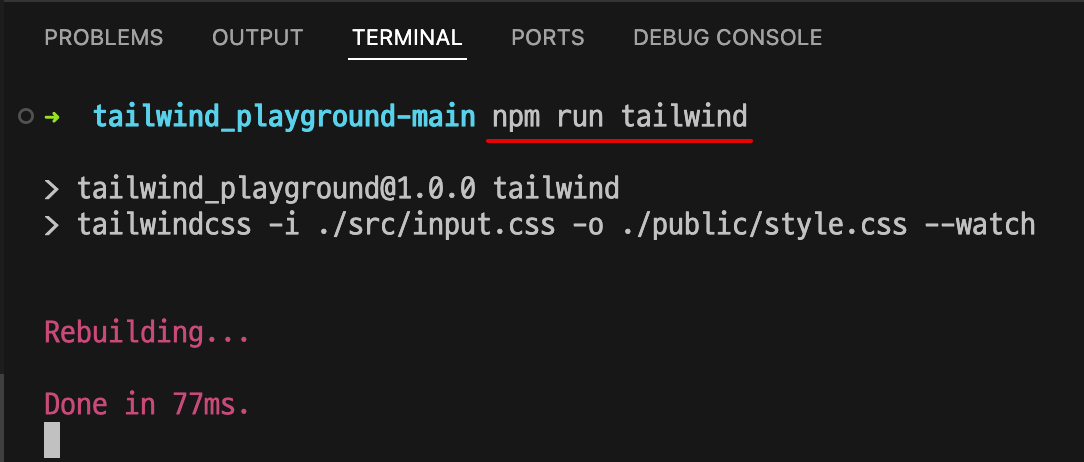 PROBLEMS OUTPUT TERMINAL PORTS DEBUG CONSOLE
➜ tailwind_playground-main npm run tailwind
> tailwind_playground@1.0.0 tailwind
> tailwindcss -i ./src/input.css -o ./public/style.css --watch
Rebuilding...
Done in 77ms.